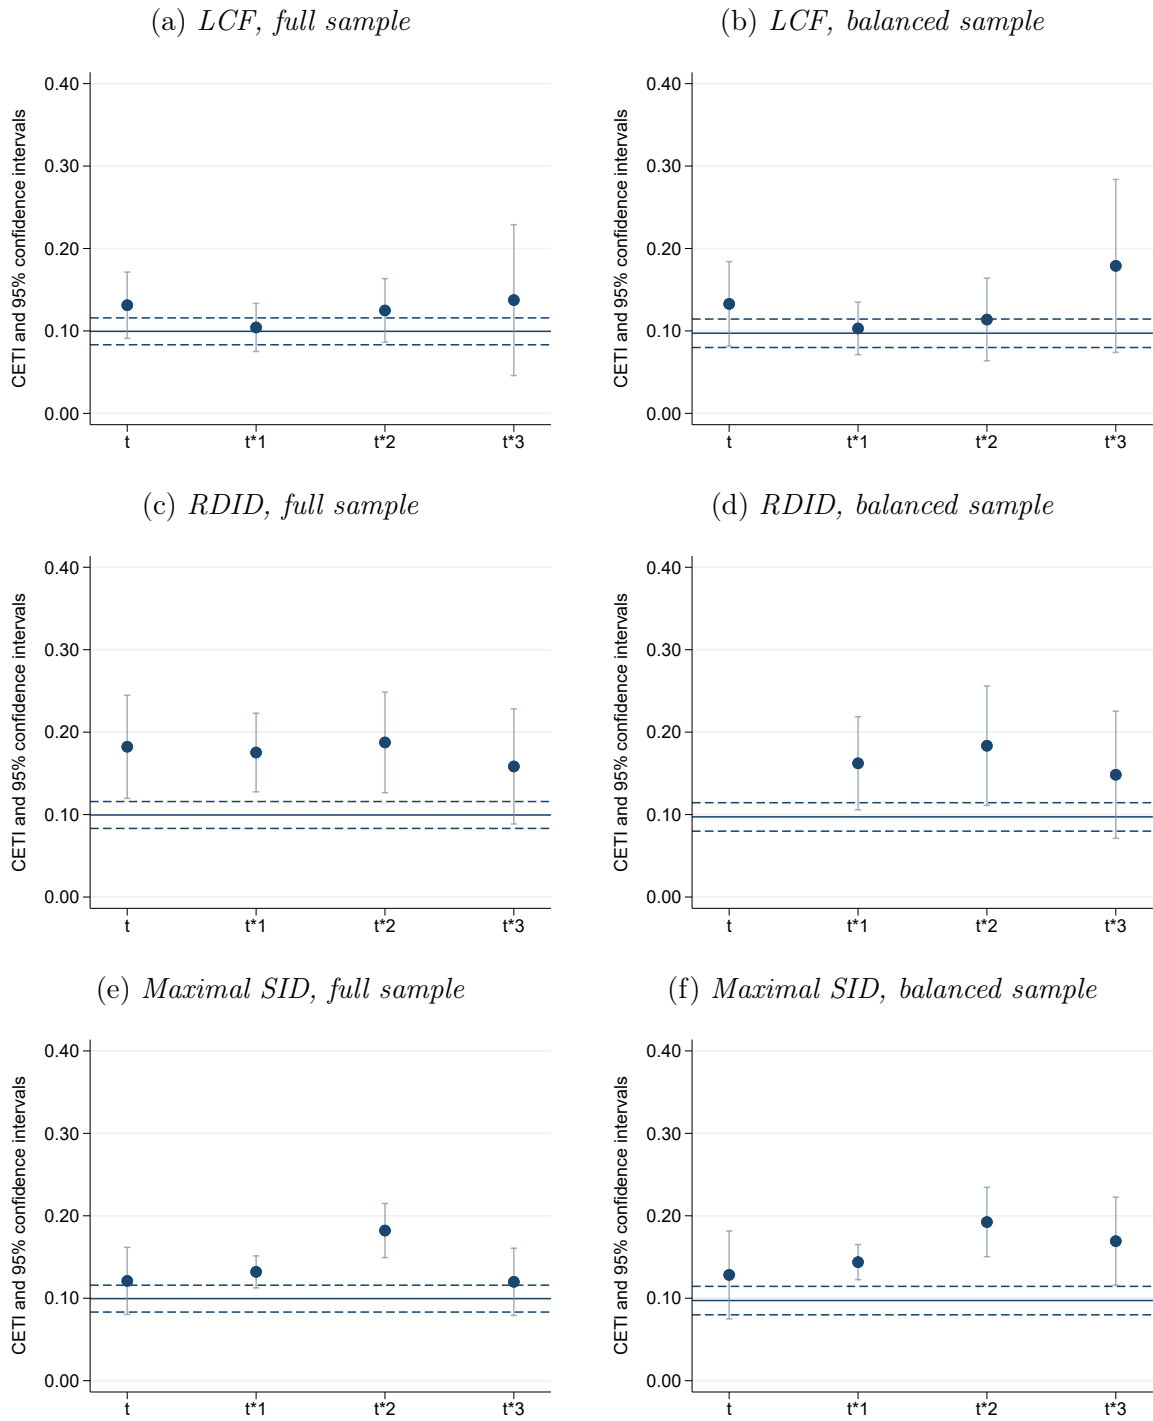 (a) LCF, full sample
CETI and 95% confidence intervals
0.40
0.30
0.20
0.10
0.00
t t*1 t*2 t*3
(b) LCF, balanced sample
CETI and 95% confidence intervals
0.40
0.30
0.20
0.10
0.00
t t*1 t*2 t*3
(c) RDID, full sample
CETI and 95% confidence intervals
0.40
0.30
0.20
0.10
0.00
t t*1 t*2 t*3
(d) RDID, balanced sample
CETI and 95% confidence intervals
0.40
0.30
0.20
0.10
0.00
t t*1 t*2 t*3
(e) Maximal SID, full sample
CETI and 95% confidence intervals
0.40
0.30
0.20
0.10
0.00
t t*1 t*2 t*3
(f) Maximal SID, balanced sample
CETI and 95% confidence intervals
0.40
0.30
0.20
0.10
0.00
t t*1 t*2 t*3